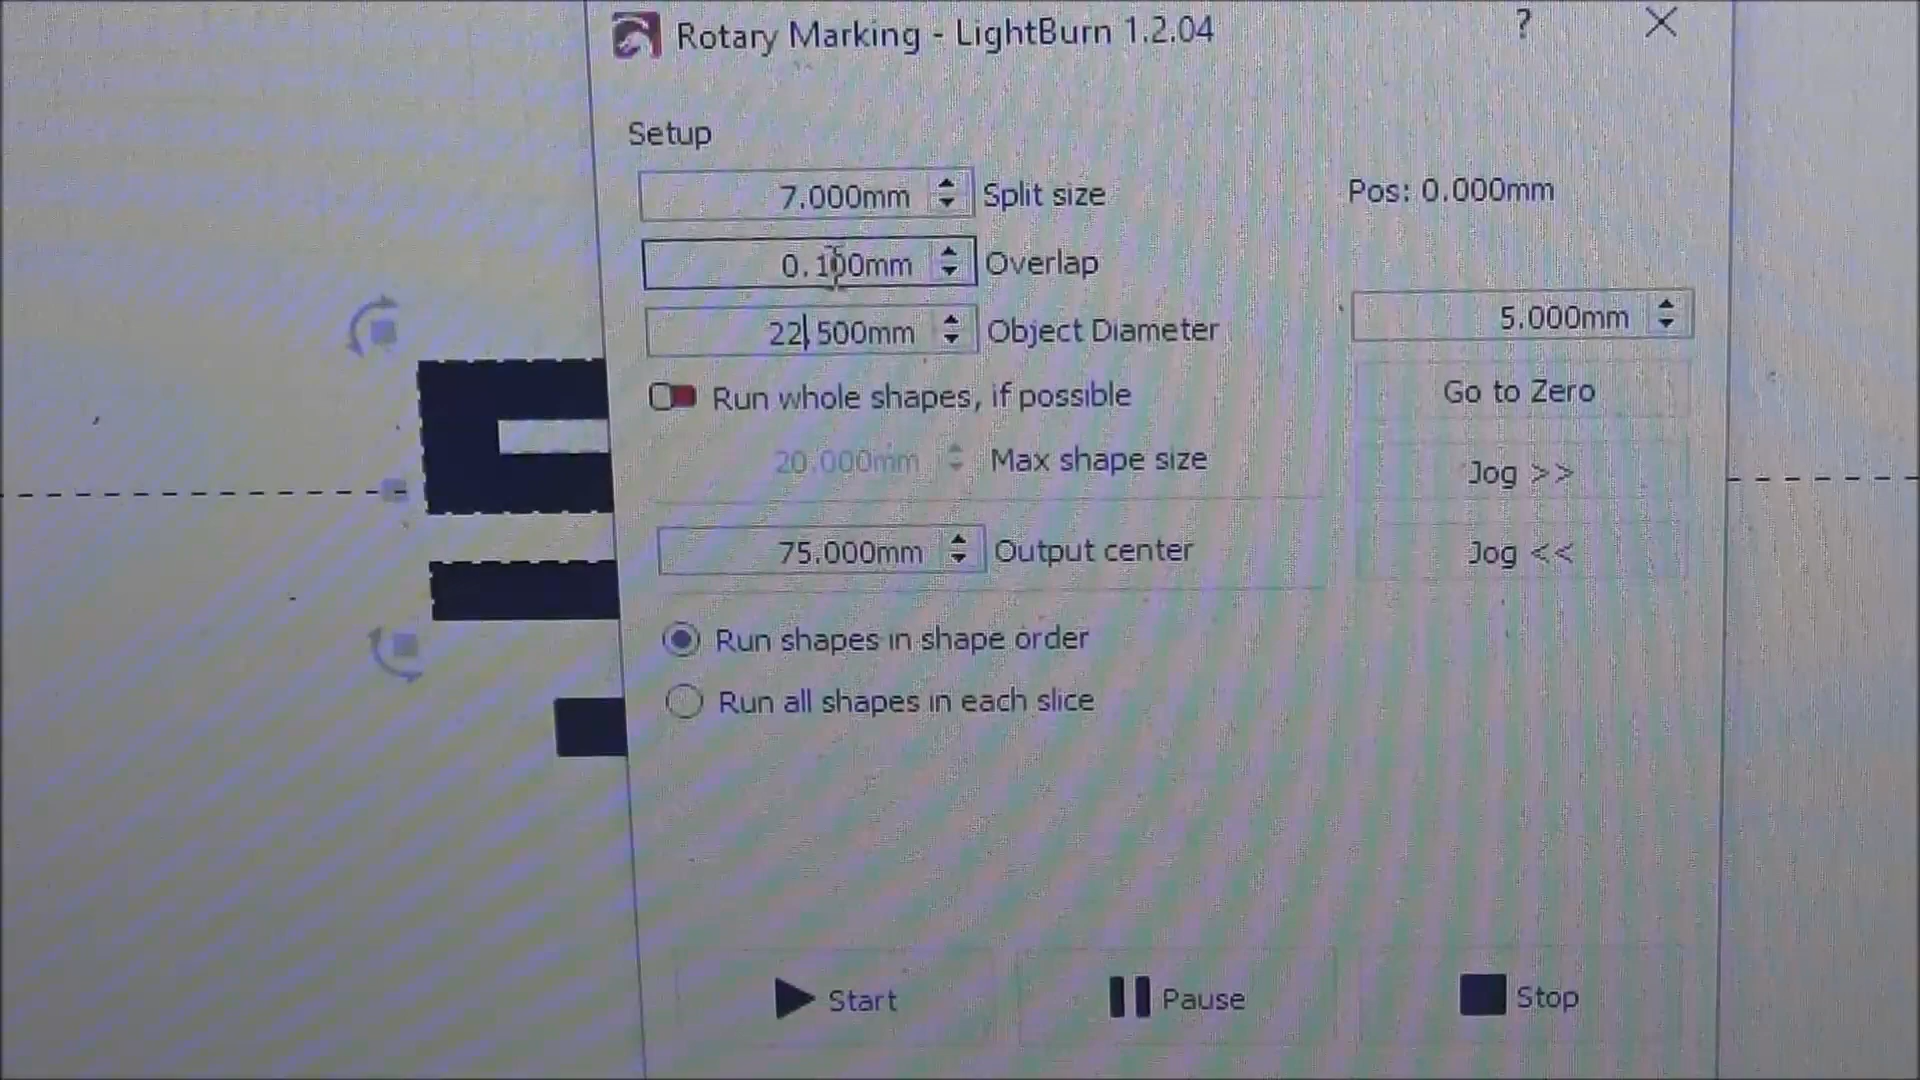 Rotary Marking - LightBurn 1.2.04 ?
Setup
7.000mm Split size
Pos: 0.000mm
0.100mm Overlap
22.500mm Object Diameter
5.000mm
Run whole shapes, if possible
Go to Zero
20.000mm Max shape size
Jog >>
75.000mm Output center
Jog <<
Run shapes in shape order
Run all shapes in each slice
Start
Pause
Stop